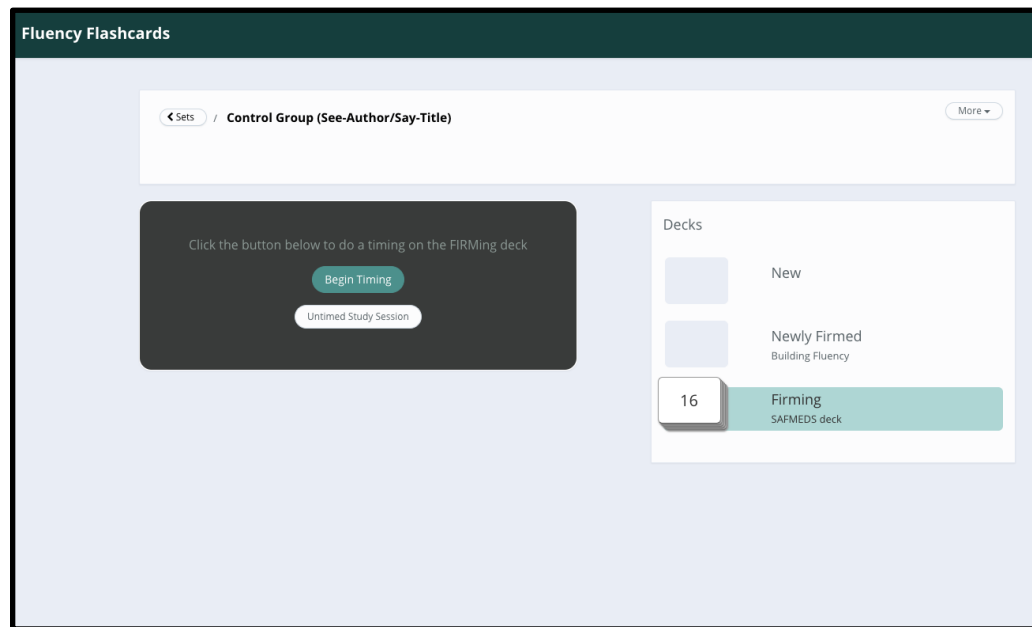 Fluency Flashcards
Sets / Control Group (See-Author/Say-Title)
More
Click the button below to do a timing on the FIRMing deck
Begin Timing
Untimed Study Session
Decks
New
Newly Firmed
Building Fluency
16
Firming
SAFMEDS deck